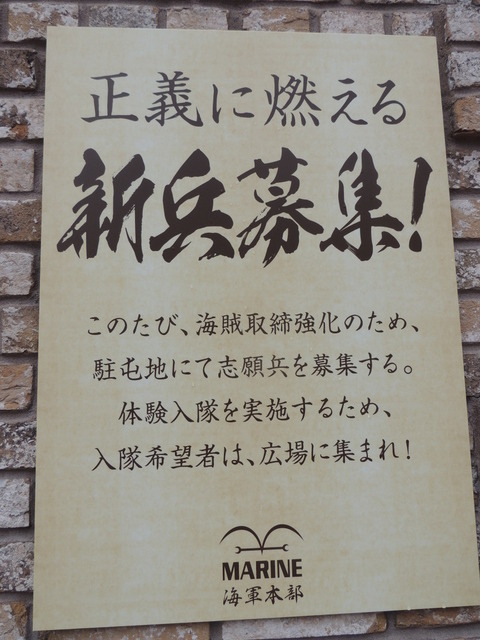 正義に燃える
新兵募集!
このたび、海賊取締強化のため、
駐屯地にて志願兵を募集する。
体験入隊を実施するため、
入隊希望者は、広場に集まれ!
MARINE
海軍本部